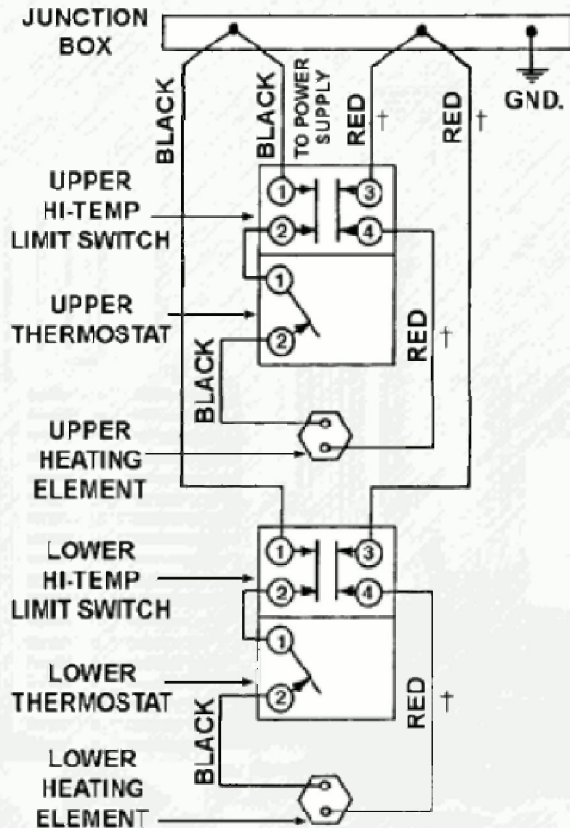 JUNCTION
BOX
GND.
BLACK
BLACK
TO POWER
SUPPLY
RED †
RED †
UPPER
HI-TEMP
LIMIT SWITCH
1
3
2
4
UPPER
THERMOSTAT
1
2
BLACK
RED †
UPPER
HEATING
ELEMENT
LOWER
HI-TEMP
LIMIT SWITCH
1
3
2
4
LOWER
THERMOSTAT
1
2
BLACK
RED †
LOWER
HEATING
ELEMENT